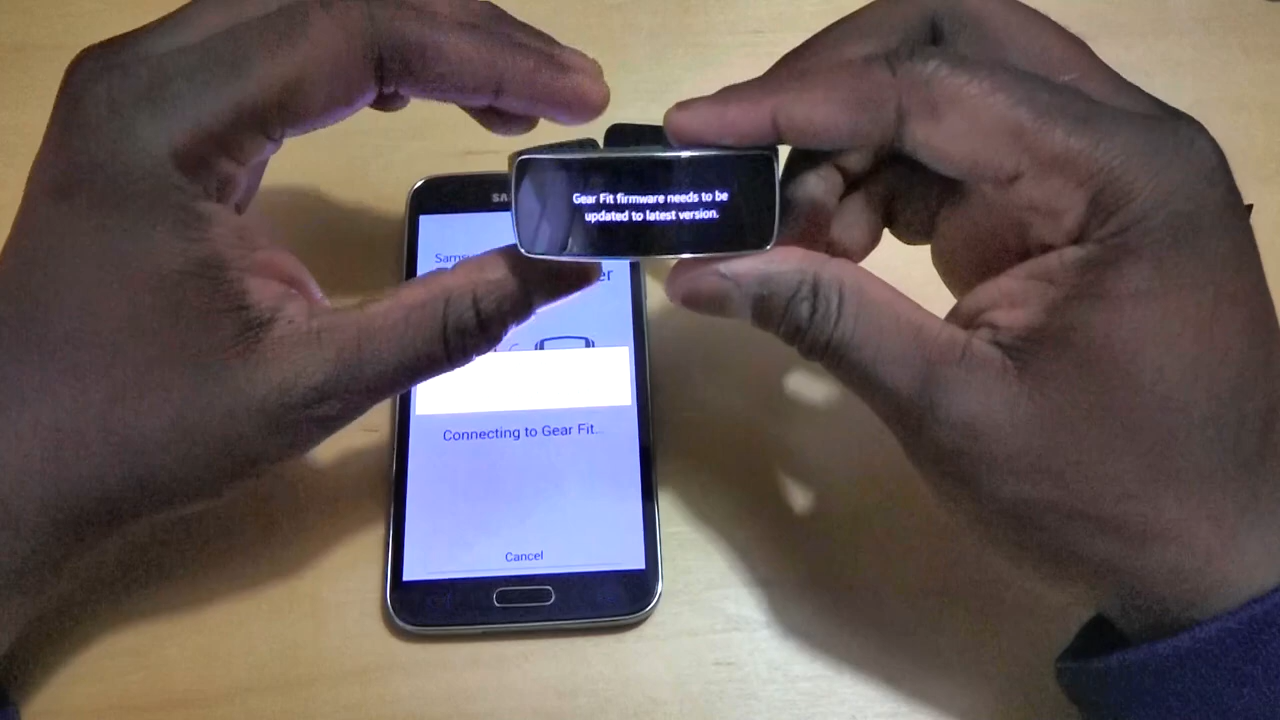 Gear Fit firmware needs to be
updated to latest version.
Connecting to Gear Fit..
Cancel